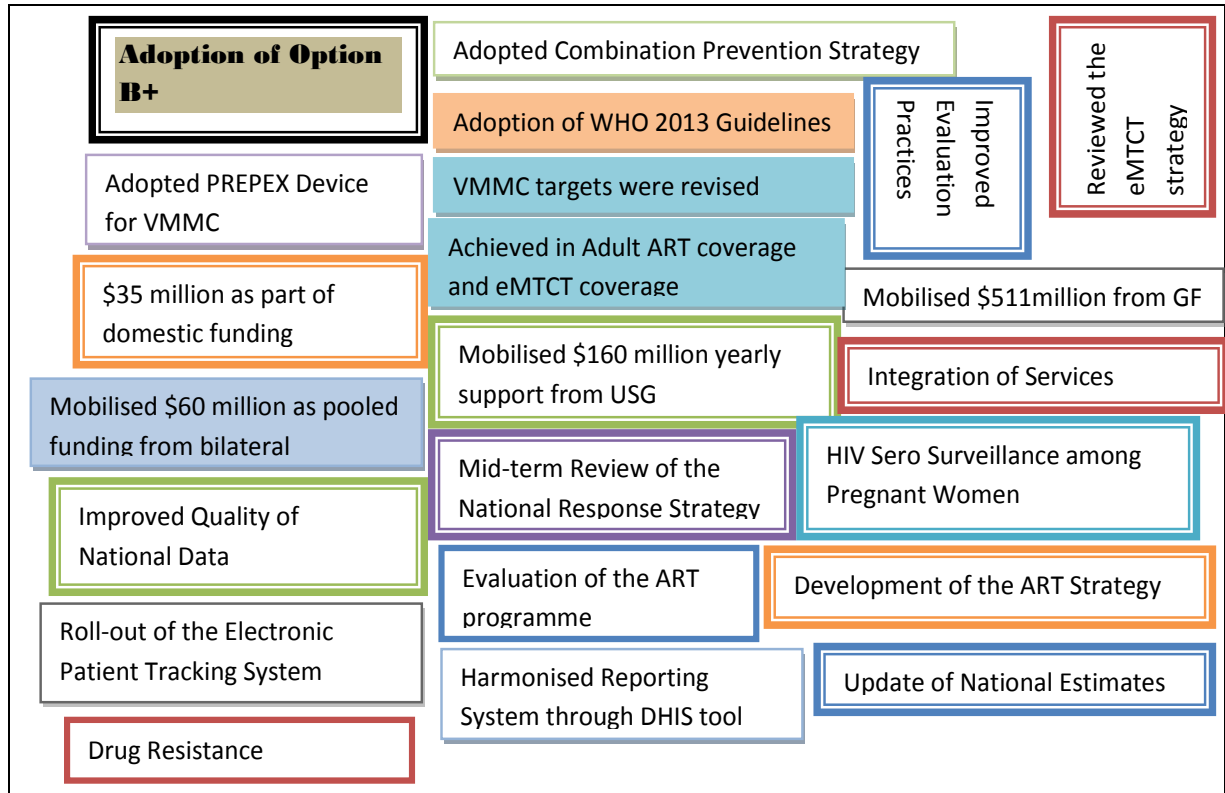 Adoption of Option
B+
Adopted Combination Prevention Strategy
Reviewed the
eMTCT
strategy
Improved
Evaluation
Practices
Adoption of WHO 2013 Guidelines
Adopted PREPEX Device
for VMMC
VMMC targets were revised
Achieved in Adult ART coverage
and eMTCT coverage
$35 million as part of
domestic funding
Mobilised $511million from GF
Mobilised $160 million yearly
support from USG
Integration of Services
Mobilised $60 million as pooled
funding from bilateral
Mid-term Review of the
National Response Strategy
HIV Sero Surveillance among
Pregnant Women
Improved Quality of
National Data
Evaluation of the ART
programme
Development of the ART Strategy
Roll-out of the Electronic
Patient Tracking System
Harmonised Reporting
System through DHIS tool
Update of National Estimates
Drug Resistance